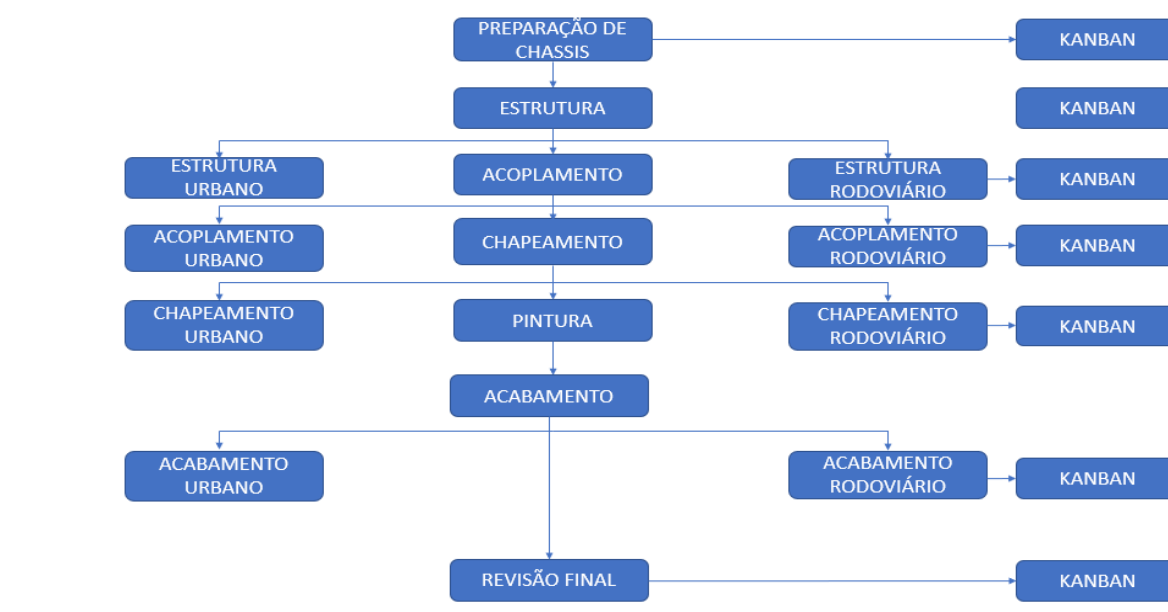 PREPARAÇÃO DE
CHASSIS
KANBAN
ESTRUTURA
KANBAN
ESTRUTURA
URBANO
ACOPLAMENTO
ESTRUTURA
RODOVIÁRIO
KANBAN
ACOPLAMENTO
URBANO
CHAPEAMENTO
ACOPLAMENTO
RODOVIÁRIO
KANBAN
CHAPEAMENTO
URBANO
PINTURA
CHAPEAMENTO
RODOVIÁRIO
KANBAN
ACABAMENTO
ACABAMENTO
URBANO
ACABAMENTO
RODOVIÁRIO
KANBAN
REVISÃO FINAL
KANBAN